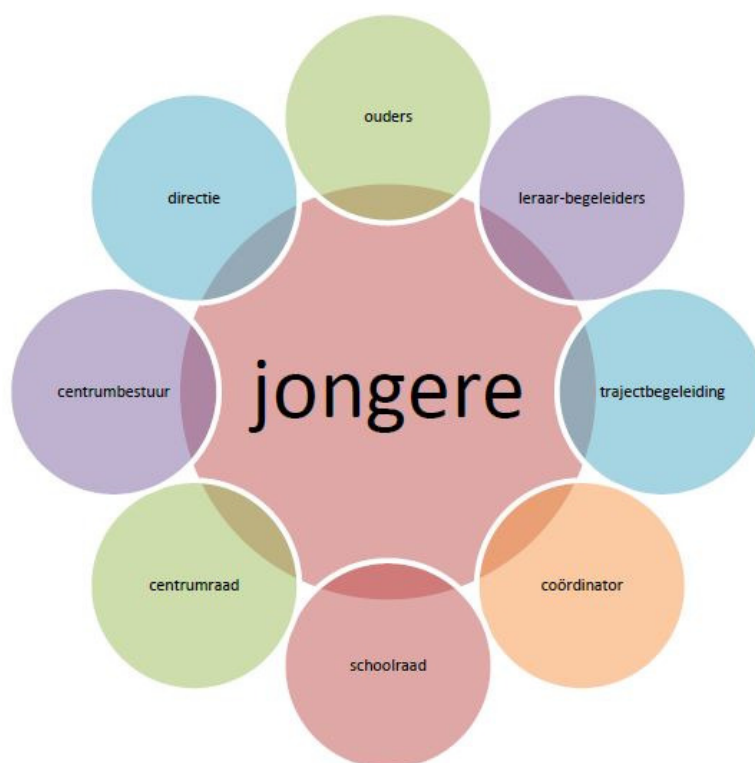 ouders
directie
leraar-begeleiders
centrumbestuur
jongere
trajectbegeleiding
centrumraad
coördinator
schoolraad